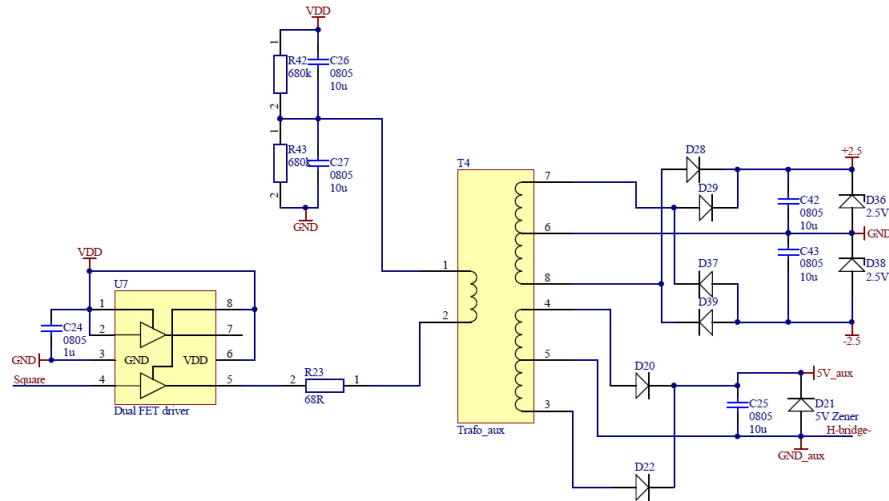 VDD
1
R42
680k
2
C26
0805
10u
1
R43
680k
2
C27
0805
10u
GND
VDD
U7
1
8
2
7
3
GND
VDD
6
4
5
C24
0805
1u
GND
Square
Dual FET driver
2
R23
1
68R
T4
1
2
7
6
8
4
5
3
Trafo_aux
D28
D29
D37
D39
C42
0805
10u
C43
0805
10u
+2.5
D36
2.5V
GND
D38
2.5V
-2.5
D20
D22
C25
0805
10u
5V_aux
D21
5V Zener
H-bridge-
GND_aux